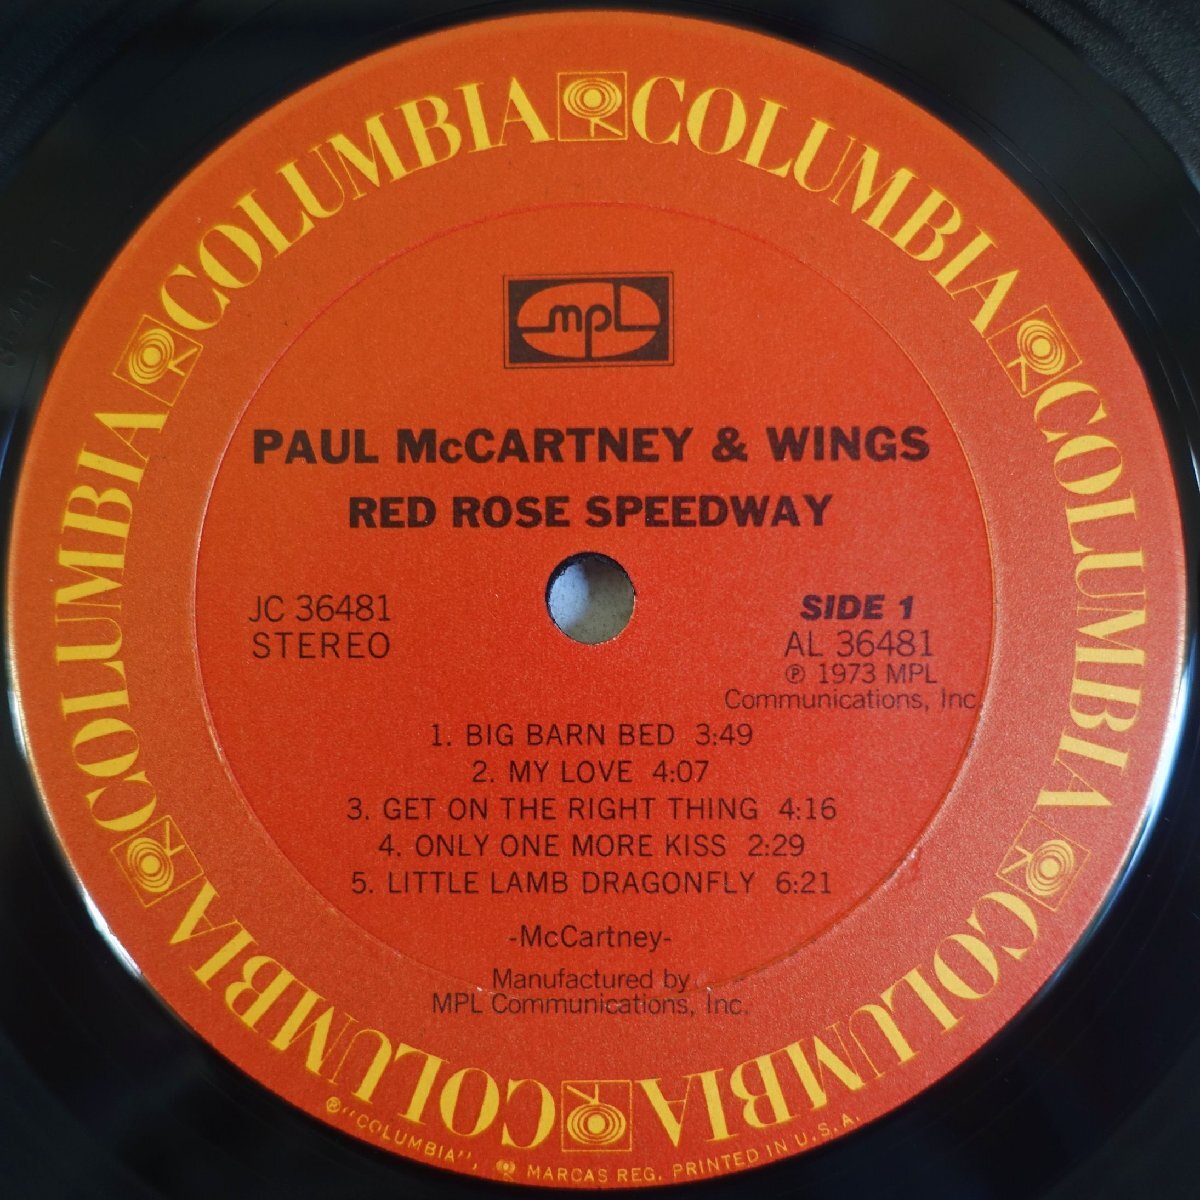 COLUMBIA COLUMBIA COLUMBIA COLUMBIA COLUMBIA COLUMBIA COLUMBIA COLUMBIA
mpl
PAUL McCARTNEY & WINGS
RED ROSE SPEEDWAY
JC 36481
STEREO
SIDE 1
AL 36481
℗ 1973 MPL
Communications, Inc.
1. BIG BARN BED 3:49
2. MY LOVE 4:07
3. GET ON THE RIGHT THING 4:16
4. ONLY ONE MORE KISS 2:29
5. LITTLE LAMB DRAGONFLY 6:21
-McCartney-
Manufactured by
MPL Communications, Inc.
®"COLUMBIA", MARCAS REG. PRINTED IN U.S.A.